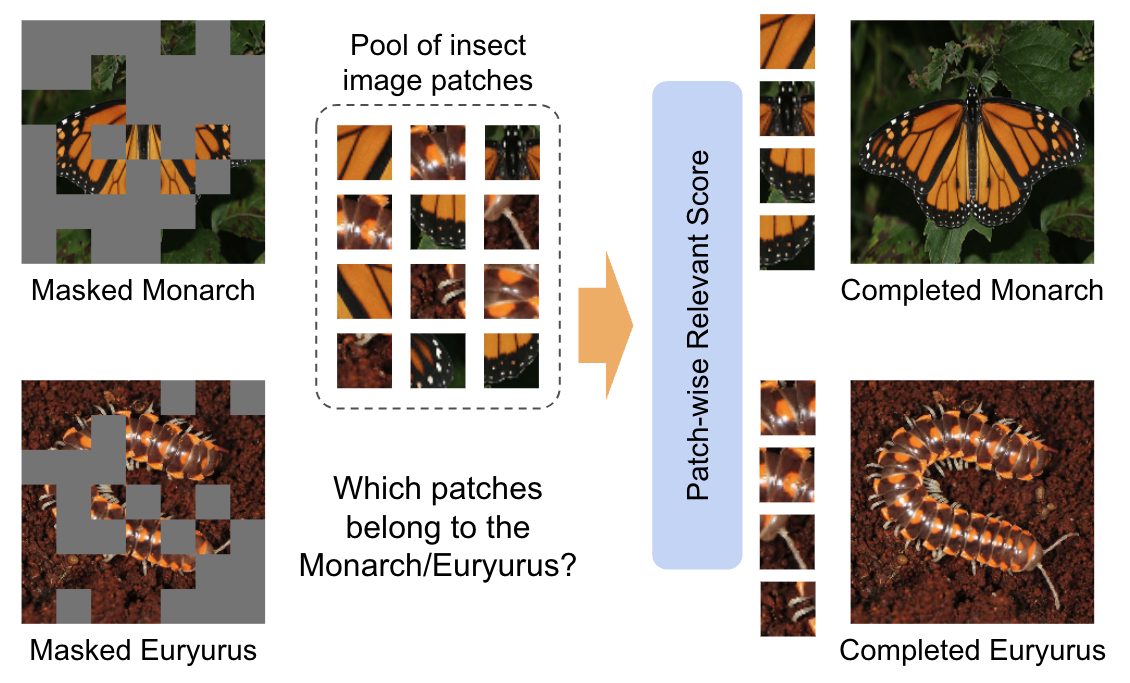 Pool of insect
image patches
Masked Monarch
Which patches
belong to the
Monarch/Euryurus?
Masked Euryurus
Patch-wise Relevant Score
Completed Monarch
Completed Euryurus